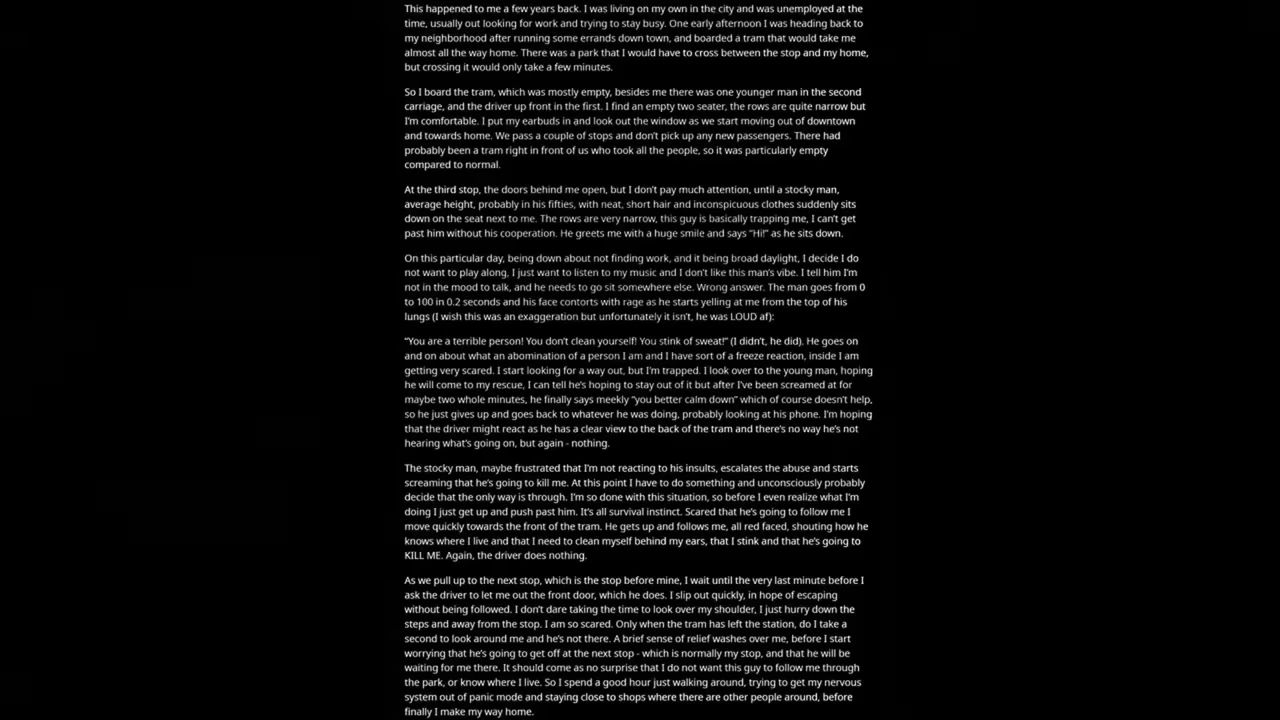 This happened to me a few years back. I was living on my own in the city and was unemployed at the
time, usually out looking for work and trying to stay busy. One early afternoon I was heading back to
my neighborhood after running some errands down town, and boarded a tram that would take me
almost all the way home. There was a park that I would have to cross between the stop and my home,
but crossing it would only take a few minutes.
So I board the tram, which was mostly empty, besides me there was one younger man in the second
carriage, and the driver up front in the first. I find an empty two seater, the rows are quite narrow but
I'm comfortable. I put my earbuds in and look out the window as we start moving out of downtown
and towards home. We pass a couple of stops and don't pick up any new passengers. There had
probably been a tram right in front of us who took all the people, so it was particularly empty
compared to normal.
At the third stop, the doors behind me open, but I don't pay much attention, until a stocky man,
average height, probably in his fifties, with neat, short hair and inconspicuous clothes suddenly sits
down on the seat next to me. The rows are very narrow, this guy is basically trapping me, I can't get
past him without his cooperation. He greets me with a huge smile and says “Hi!” as he sits down.
On this particular day, being down about not finding work, and it being broad daylight, I decide I do
not want to play along, I just want to listen to my music and I don't like this man's vibe. I tell him I'm
not in the mood to talk, and he needs to go sit somewhere else. Wrong answer. The man goes from 0
to 100 in 0.2 seconds and his face contorts with rage as he starts yelling at me from the top of his
lungs (I wish this was an exaggeration but unfortunately it isn't, he was LOUD af):
“You are a terrible person! You don't clean yourself! You stink of sweat!” (I didn't, he did). He goes on
and on about what an abomination of a person I am and I have sort of a freeze reaction, inside I am
getting very scared. I start looking for a way out, but I'm trapped. I look over to the young man, hoping
he will come to my rescue, I can tell he's hoping to stay out of it but after I've been screamed at for
maybe two whole minutes, he finally says meekly “you better calm down” which of course doesn't help,
so he just gives up and goes back to whatever he was doing, probably looking at his phone. I'm hoping
that the driver might react as he has a clear view to the back of the tram and there's no way he's not
hearing what's going on, but again - nothing.
The stocky man, maybe frustrated that I'm not reacting to his insults, escalates the abuse and starts
screaming that he's going to kill me. At this point I have to do something and unconsciously probably
decide that the only way is through. I'm so done with this situation, so before I even realize what I'm
doing I just get up and push past him. It's all survival instinct. Scared that he's going to follow me I
move quickly towards the front of the tram. He gets up and follows me, all red faced, shouting how he
knows where I live and that I need to clean myself behind my ears, that I stink and that he's going to
KILL ME. Again, the driver does nothing.
As we pull up to the next stop, which is the stop before mine, I wait until the very last minute before I
ask the driver to let me out the front door, which he does. I slip out quickly, in hope of escaping
without being followed. I don't dare taking the time to look over my shoulder, I just hurry down the
steps and away from the stop. I am so scared. Only when the tram has left the station, do I take a
second to look around me and he's not there. A brief sense of relief washes over me, before I start
worrying that he's going to get off at the next stop - which is normally my stop, and that he will be
waiting for me there. It should come as no surprise that I do not want this guy to follow me through
the park, or know where I live. So I spend a good hour just walking around, trying to get my nervous
system out of panic mode and staying close to shops where there are other people around, before
finally I make my way home.